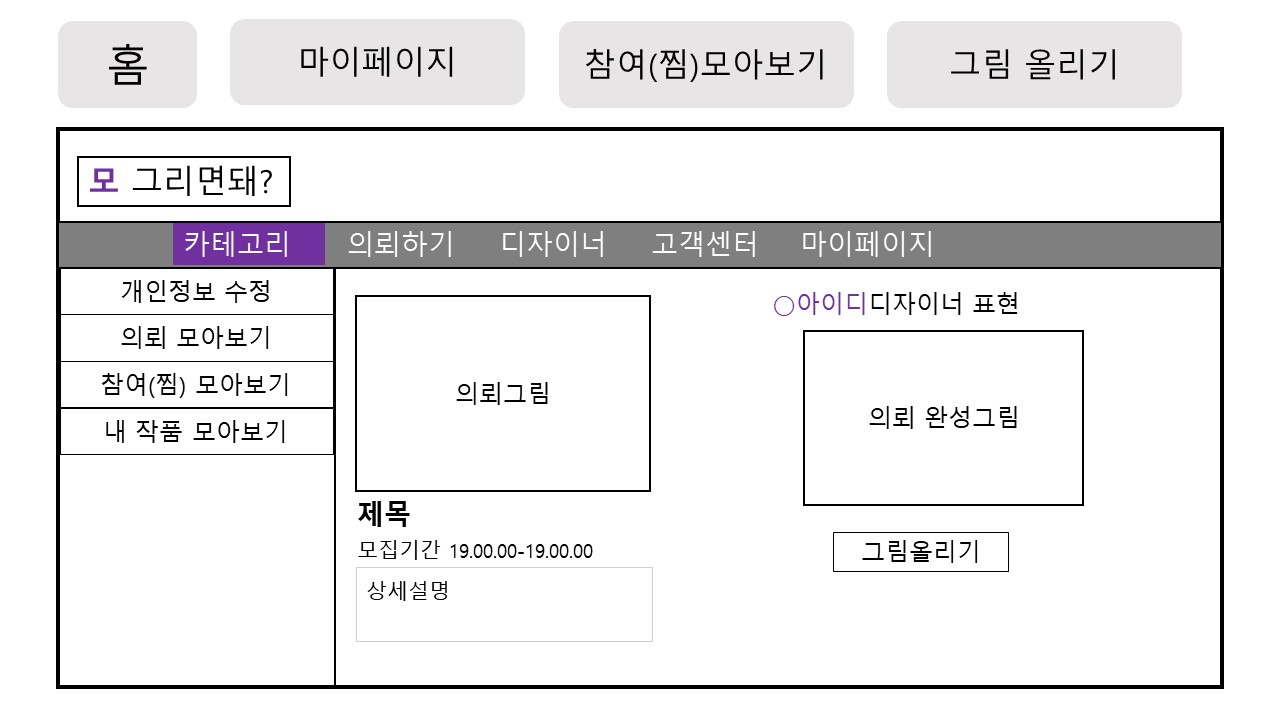 홈 마이페이지 참여(찜)모아보기 그림 올리기
모 그리면돼?
카테고리 의뢰하기 디자이너 고객센터 마이페이지
개인정보 수정
의뢰 모아보기
참여(찜) 모아보기
내 작품 모아보기
의뢰그림
제목
모집기간 19.00.00-19.00.00
상세설명
○아이디디자이너 표현
의뢰 완성그림
그림올리기